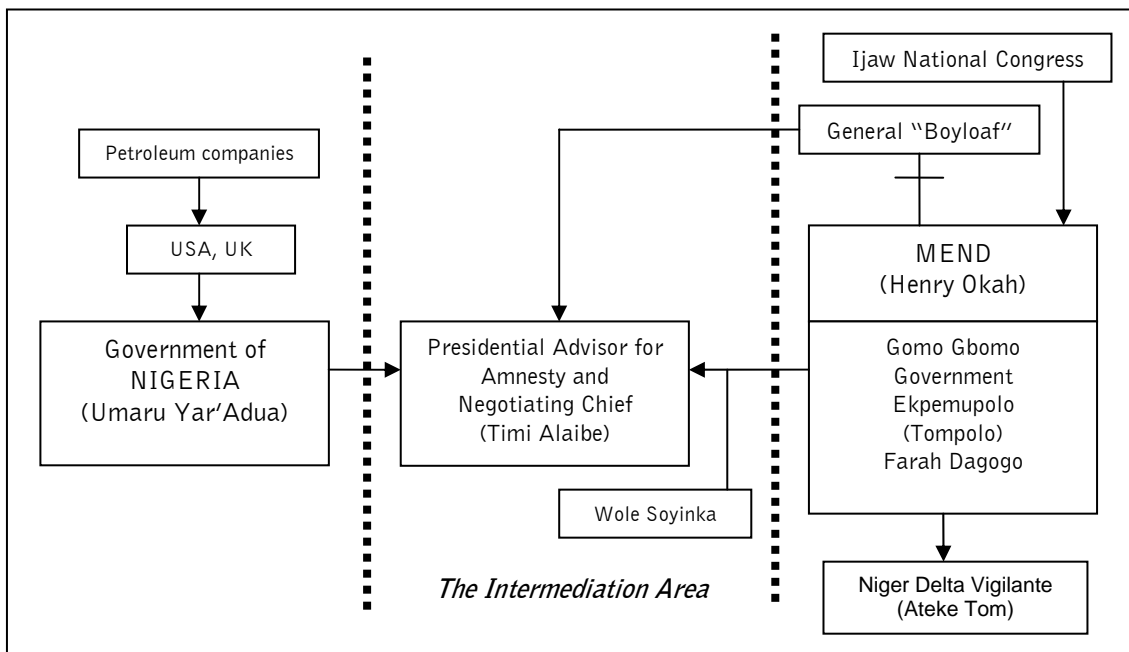 Ijaw National Congress
General “Boyloaf”
Petroleum companies
USA, UK
Government of
NIGERIA
(Umaru Yar’Adua)
Presidential Advisor for
Amnesty and
Negotiating Chief
(Timi Alaibe)
MEND
(Henry Okah)
Gomo Gbomo
Government
Ekpemupolo
(Tompolo)
Farah Dagogo
Wole Soyinka
The Intermediation Area
Niger Delta Vigilante
(Ateke Tom)